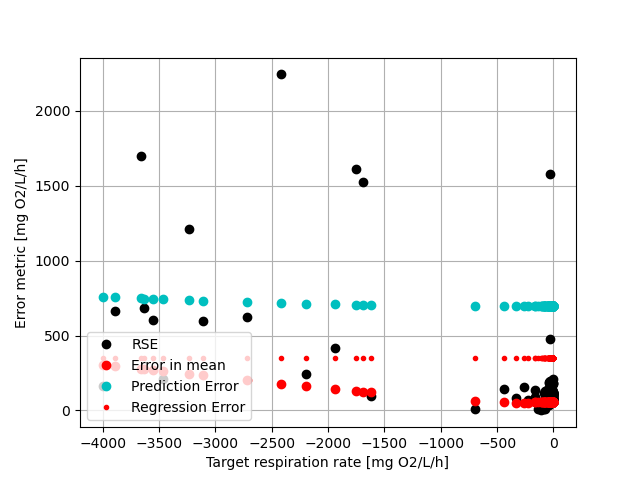 2000
1500
1000
500
0
Error metric [mg O2/L/h]
RSE
Error in mean
Prediction Error
Regression Error
−4000 −3500 −3000 −2500 −2000 −1500 −1000 −500 0
Target respiration rate [mg O2/L/h]